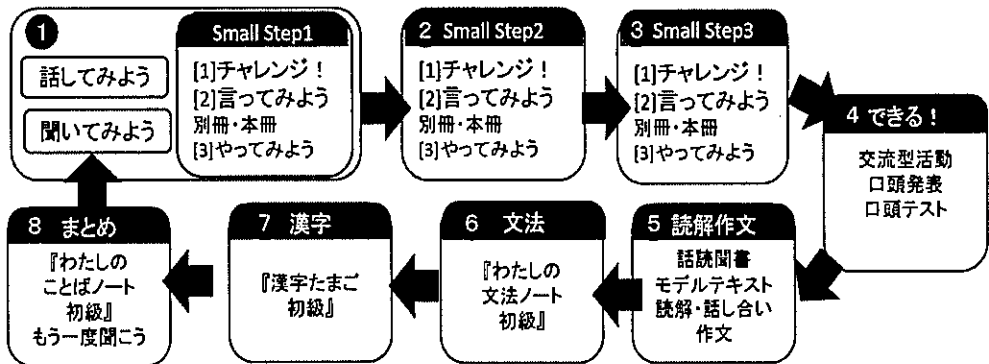 1
話してみよう
聞いてみよう
Small Step1
[1]チャレンジ！
[2]言ってみよう
別冊・本冊
[3]やってみよう
2 Small Step2
[1]チャレンジ！
[2]言ってみよう
別冊・本冊
[3]やってみよう
3 Small Step3
[1]チャレンジ！
[2]言ってみよう
別冊・本冊
[3]やってみよう
4 できる！
交流型活動
口頭発表
口頭テスト
5 読解作文
話読聞書
モデルテキスト
読解・話し合い
作文
6 文法
『わたしの
文法ノート
初級』
7 漢字
『漢字たまご
初級』
8 まとめ
『わたしの
ことばノート
初級』
もう一度聞こう